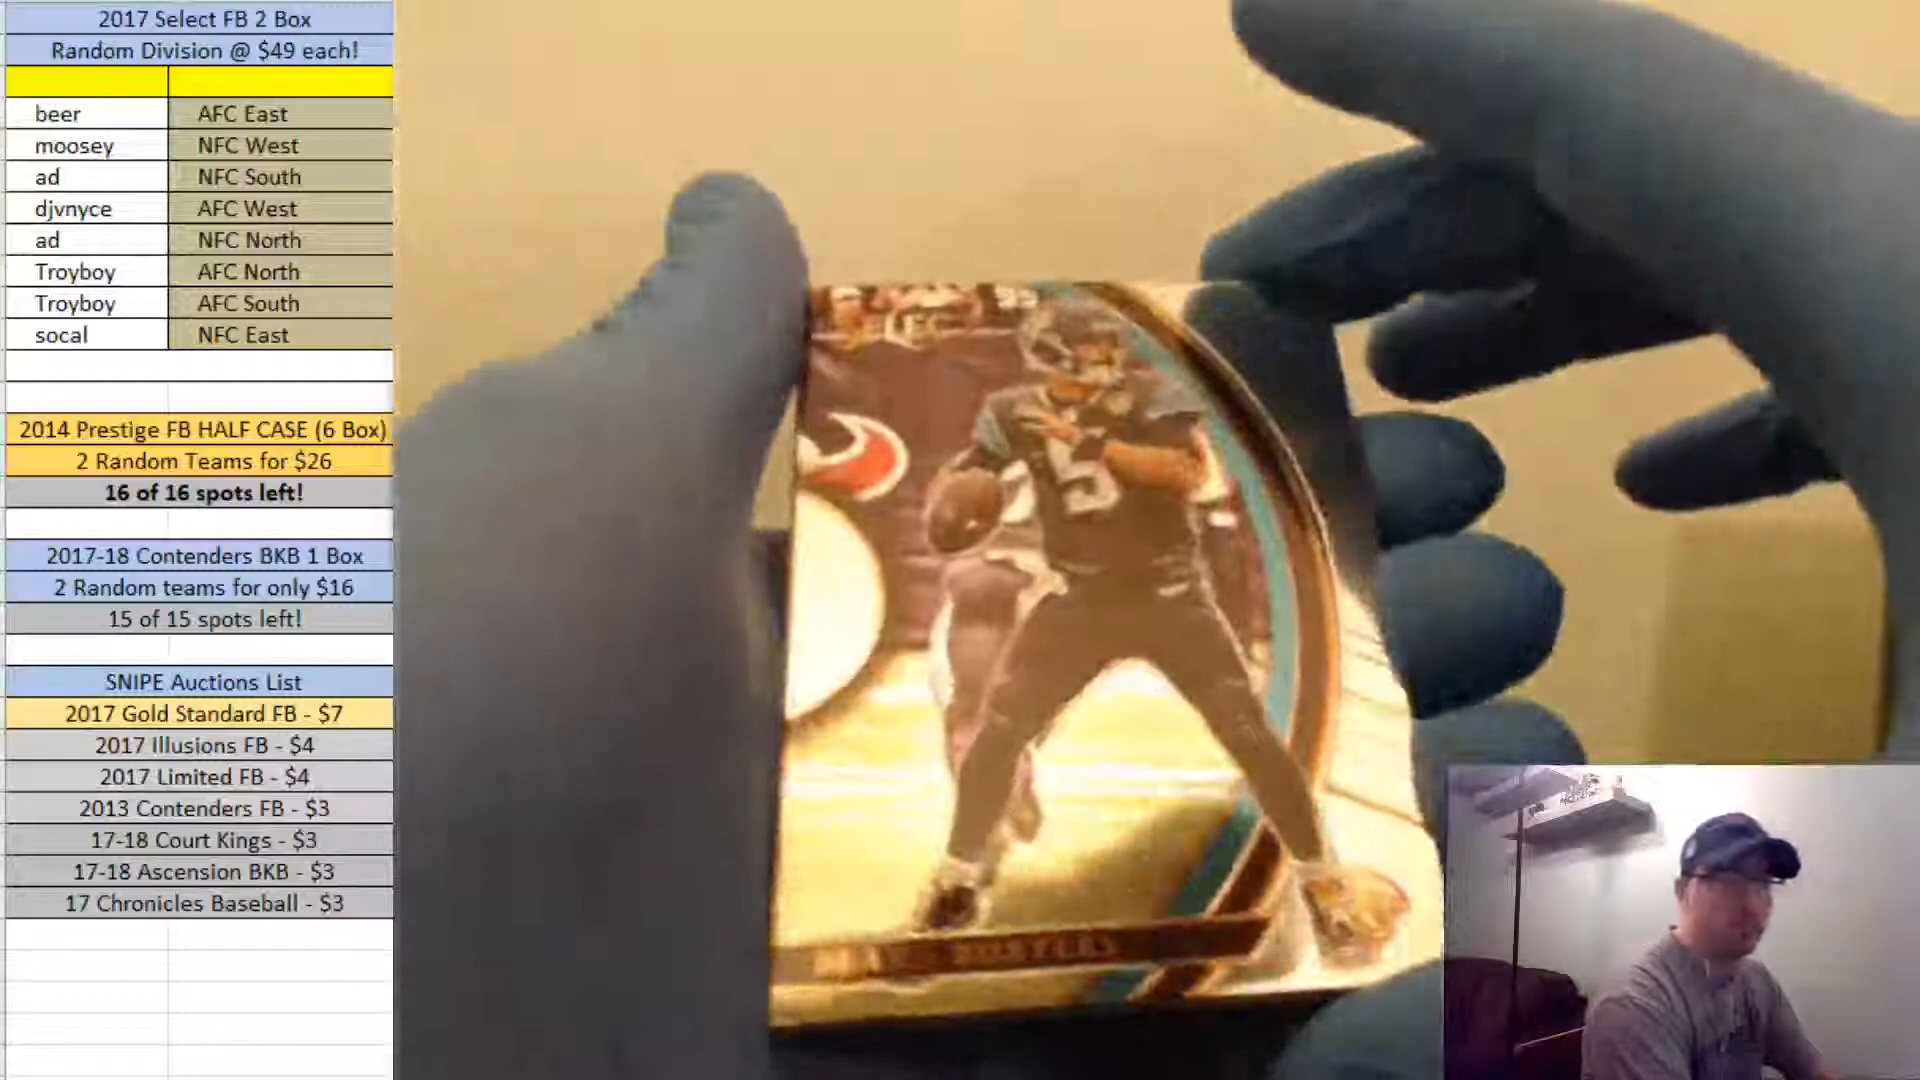 2017 Select FB 2 Box
Random Division @ $49 each!
beer AFC East
moosey NFC West
ad NFC South
djvnyce AFC West
ad NFC North
Troyboy AFC North
Troyboy AFC South
socal NFC East
2014 Prestige FB HALF CASE (6 Box)
2 Random Teams for $26
16 of 16 spots left!
2017-18 Contenders BKB 1 Box
2 Random teams for only $16
15 of 15 spots left!
SNIPE Auctions List
2017 Gold Standard FB - $7
2017 Illusions FB - $4
2017 Limited FB - $4
2013 Contenders FB - $3
17-18 Court Kings - $3
17-18 Ascension BKB - $3
17 Chronicles Baseball - $3
5